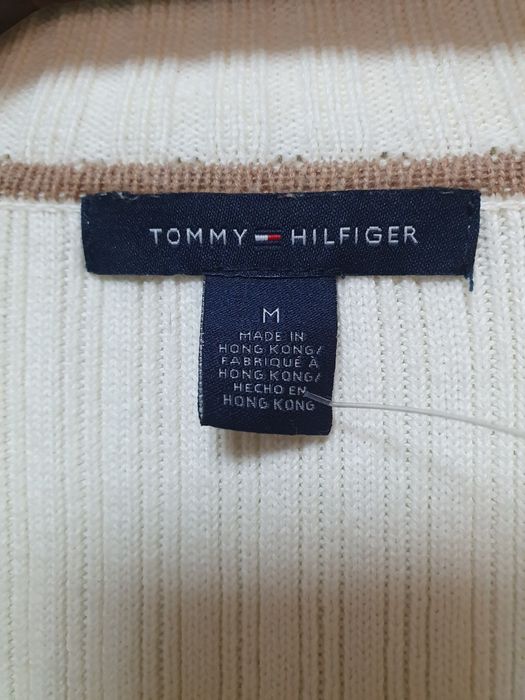 TOMMY HILFIGER
M
MADE IN
HONG KONG/
FABRIQUÉ À
HONG KONG/
HECHO EN
HONG KONG